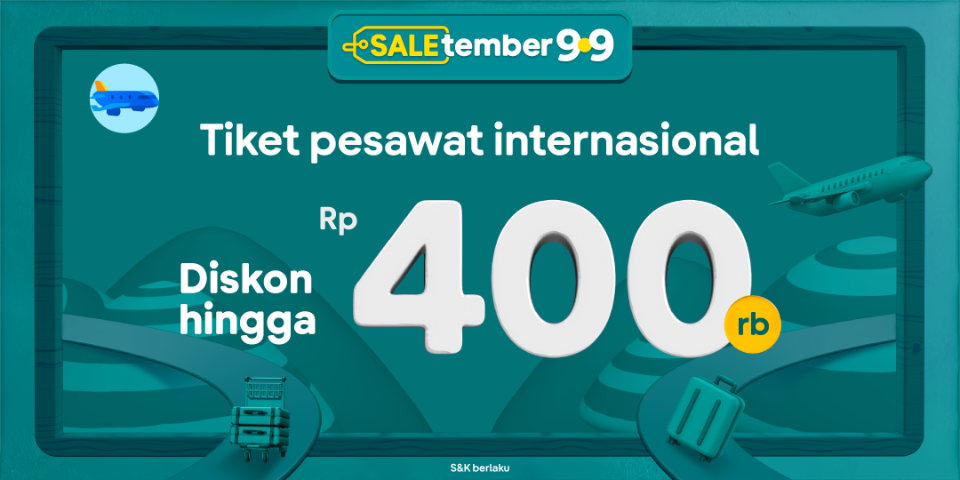 SALEtember 9.9
Tiket pesawat internasional
Diskon hingga
Rp 400 rb
S&K berlaku